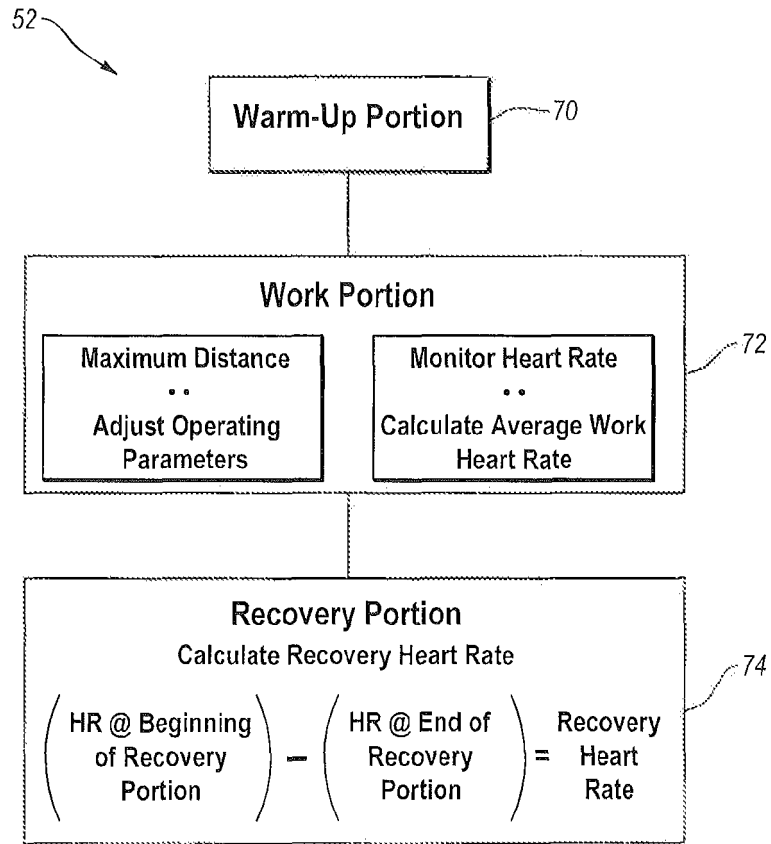 52
Warm-Up Portion
70
Work Portion
Maximum Distance
••
Adjust Operating
Parameters
Monitor Heart Rate
••
Calculate Average Work
Heart Rate
72
Recovery Portion
Calculate Recovery Heart Rate
74
(HR @ Beginning
of Recovery
Portion)
−
(HR @ End of
Recovery
Portion)
=
Recovery
Heart
Rate